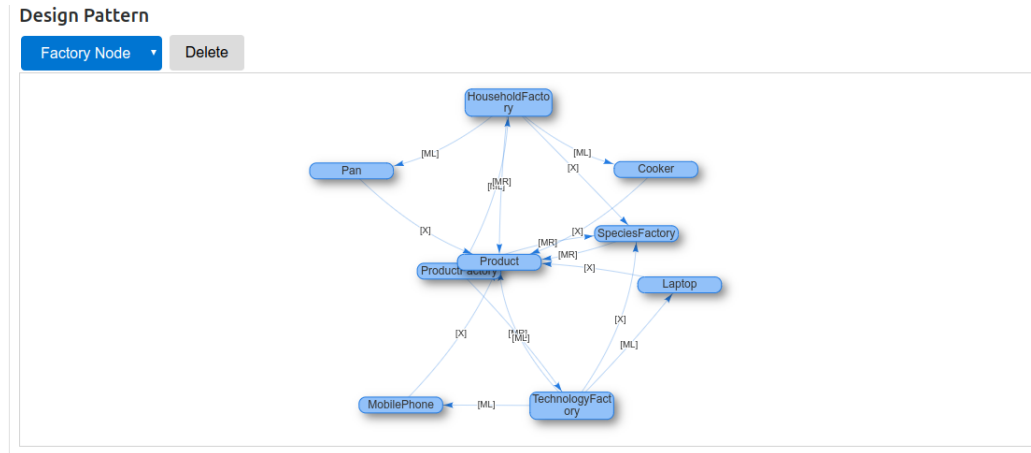 Design Pattern
Factory Node
Delete
HouseholdFacto
ry
[ML]
[ML]
Pan
[X]
Cooker
[MR]
[X]
[X]
SpeciesFactory
[MR]
[MR]
Product
[X]
ProductFactory
Laptop
[X]
[X]
[ML]
[ML]
TechnologyFact
ory
MobilePhone
[ML]